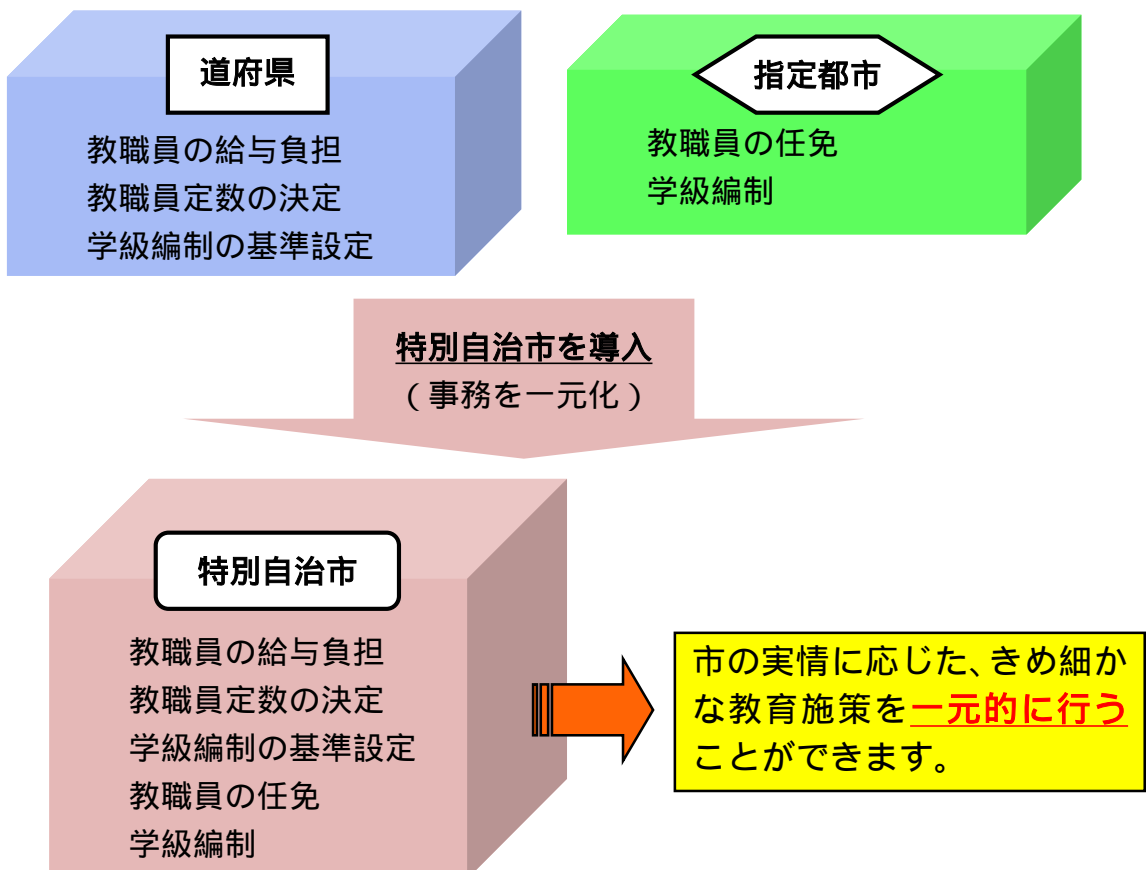 道府県
教職員の給与負担
教職員定数の決定
学級編制の基準設定
指定都市
教職員の任免
学級編制
特別自治市を導入
（事務を一元化）
特別自治市
教職員の給与負担
教職員定数の決定
学級編制の基準設定
教職員の任免
学級編制
市の実情に応じた、きめ細か
な教育施策を一元的に行う
ことができます。